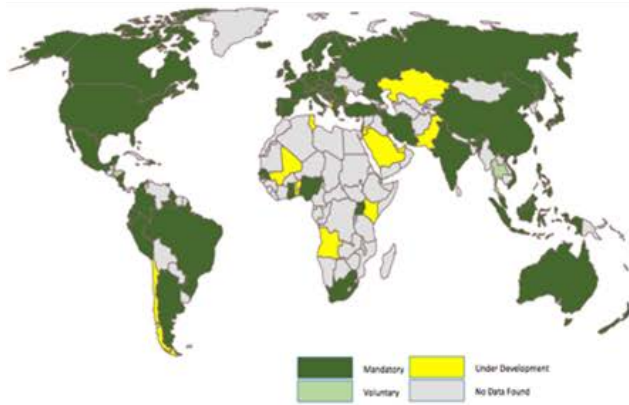 Mandatory
Under Development
Voluntary
No Data Found